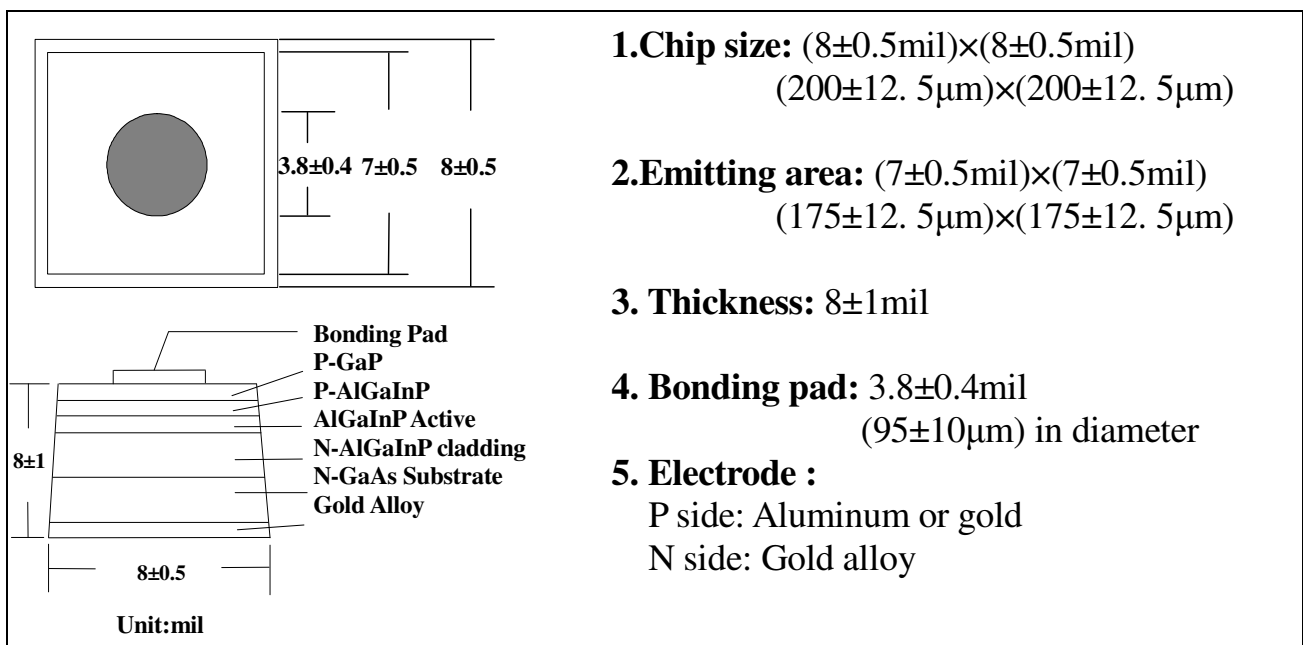 3.8±0.4 7±0.5 8±0.5
Bonding Pad
P-GaP
P-AlGaInP
AlGaInP Active
N-AlGaInP cladding
N-GaAs Substrate
Gold Alloy
8±1
8±0.5
Unit:mil
1.Chip size: (8±0.5mil)×(8±0.5mil)
(200±12. 5μm)×(200±12. 5μm)
2.Emitting area: (7±0.5mil)×(7±0.5mil)
(175±12. 5μm)×(175±12. 5μm)
3. Thickness: 8±1mil
4. Bonding pad: 3.8±0.4mil
(95±10μm) in diameter
5. Electrode :
P side: Aluminum or gold
N side: Gold alloy